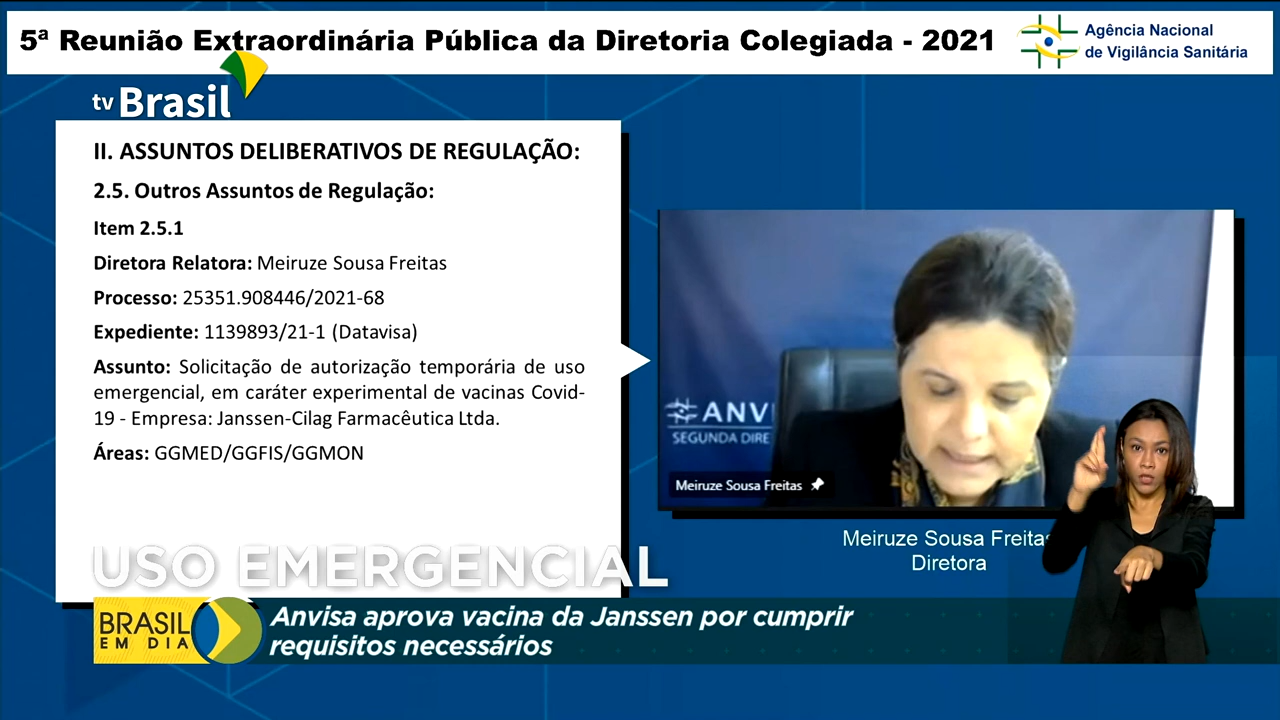 5ª Reunião Extraordinária Pública da Diretoria Colegiada - 2021
Agência Nacional
de Vigilância Sanitária
tv Brasil
II. ASSUNTOS DELIBERATIVOS DE REGULAÇÃO:
2.5. Outros Assuntos de Regulação:
Item 2.5.1
Diretora Relatora: Meiruze Sousa Freitas
Processo: 25351.908446/2021-68
Expediente: 1139893/21-1 (Datavisa)
Assunto: Solicitação de autorização temporária de uso
emergencial, em caráter experimental de vacinas Covid-
19 - Empresa: Janssen-Cilag Farmacêutica Ltda.
Áreas: GGMED/GGFIS/GGMON
ANVI
SEGUNDA DIRE
Meiruze Sousa Freitas
Meiruze Sousa Freitas
Diretora
USO EMERGENCIAL
BRASIL
EM DIA
Anvisa aprova vacina da Janssen por cumprir
requisitos necessários